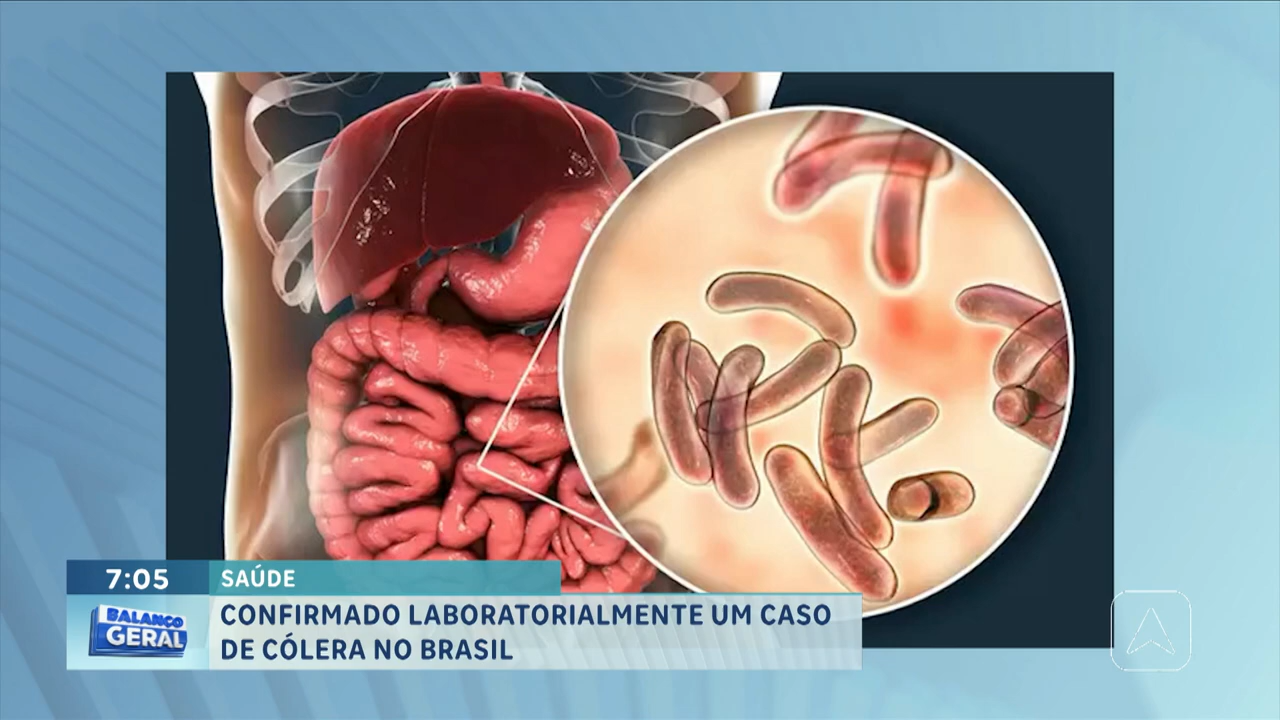 7:05
SAÚDE
BALANÇO
GERAL
CONFIRMADO LABORATORIALMENTE UM CASO
DE CÓLERA NO BRASIL